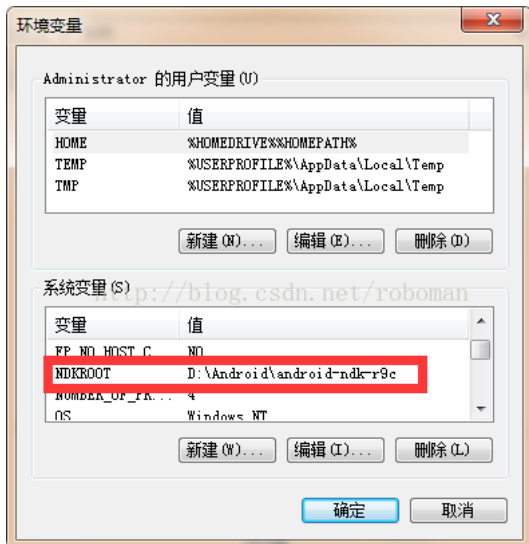 环境变量
Administrator 的用户变量(U)
变量 值
HOME %HOMEDRIVE%%HOMEPATH%
TEMP %USERPROFILE%\AppData\Local\Temp
TMP %USERPROFILE%\AppData\Local\Temp
新建(N)... 编辑(E)... 删除(D)
系统变量(S)
http://blog.csdn.net/roboman
变量 值
FP_NO_HOST_C... NO
NDKROOT D:\Android\android-ndk-r9c
NUMBER_OF_PR... 4
OS Windows_NT
新建(W)... 编辑(I)... 删除(L)
确定 取消